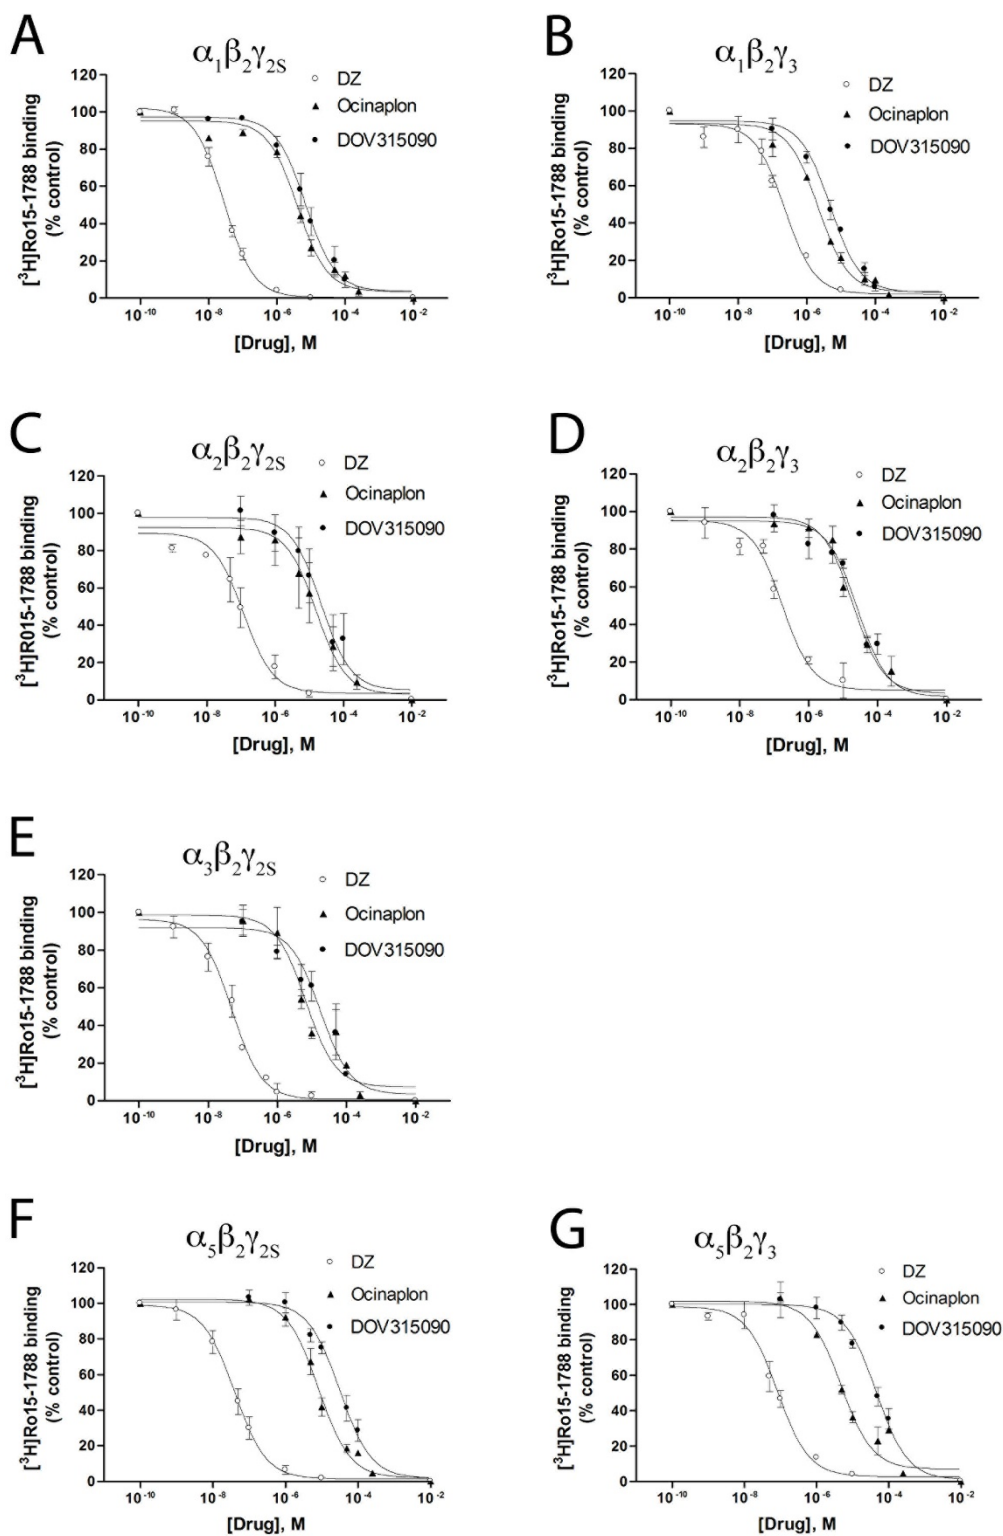 A
α₁β₂γ₂S
DZ
Ocinaplon
DOV315090
[³H]Ro15-1788 binding
(% control)
120
100
80
60
40
20
0
10⁻¹⁰ 10⁻⁸ 10⁻⁶ 10⁻⁴ 10⁻²
[Drug], M
B
α₁β₂γ₃
DZ
Ocinaplon
DOV315090
[³H]Ro15-1788 binding
(% control)
120
100
80
60
40
20
0
10⁻¹⁰ 10⁻⁸ 10⁻⁶ 10⁻⁴ 10⁻²
[Drug], M
C
α₂β₂γ₂S
DZ
Ocinaplon
DOV315090
[³H]R015-1788 binding
(% control)
120
100
80
60
40
20
0
10⁻¹⁰ 10⁻⁸ 10⁻⁶ 10⁻⁴ 10⁻²
[Drug], M
D
α₂β₂γ₃
DZ
Ocinaplon
DOV315090
[³H]Ro15-1788 binding
(% control)
120
100
80
60
40
20
0
10⁻¹⁰ 10⁻⁸ 10⁻⁶ 10⁻⁴ 10⁻²
[Drug], M
E
α₃β₂γ₂S
DZ
Ocinaplon
DOV315090
[³H]Ro15-1788 binding
(% control)
120
100
80
60
40
20
0
10⁻¹⁰ 10⁻⁸ 10⁻⁶ 10⁻⁴ 10⁻²
[Drug], M
F
α₅β₂γ₂S
DZ
Ocinaplon
DOV315090
[³H]Ro15-1788 binding
(% control)
120
100
80
60
40
20
0
10⁻¹⁰ 10⁻⁸ 10⁻⁶ 10⁻⁴ 10⁻²
[Drug], M
G
α₅β₂γ₃
DZ
Ocinaplon
DOV315090
[³H]Ro15-1788 binding
(% control)
120
100
80
60
40
20
0
10⁻¹⁰ 10⁻⁸ 10⁻⁶ 10⁻⁴ 10⁻²
[Drug], M